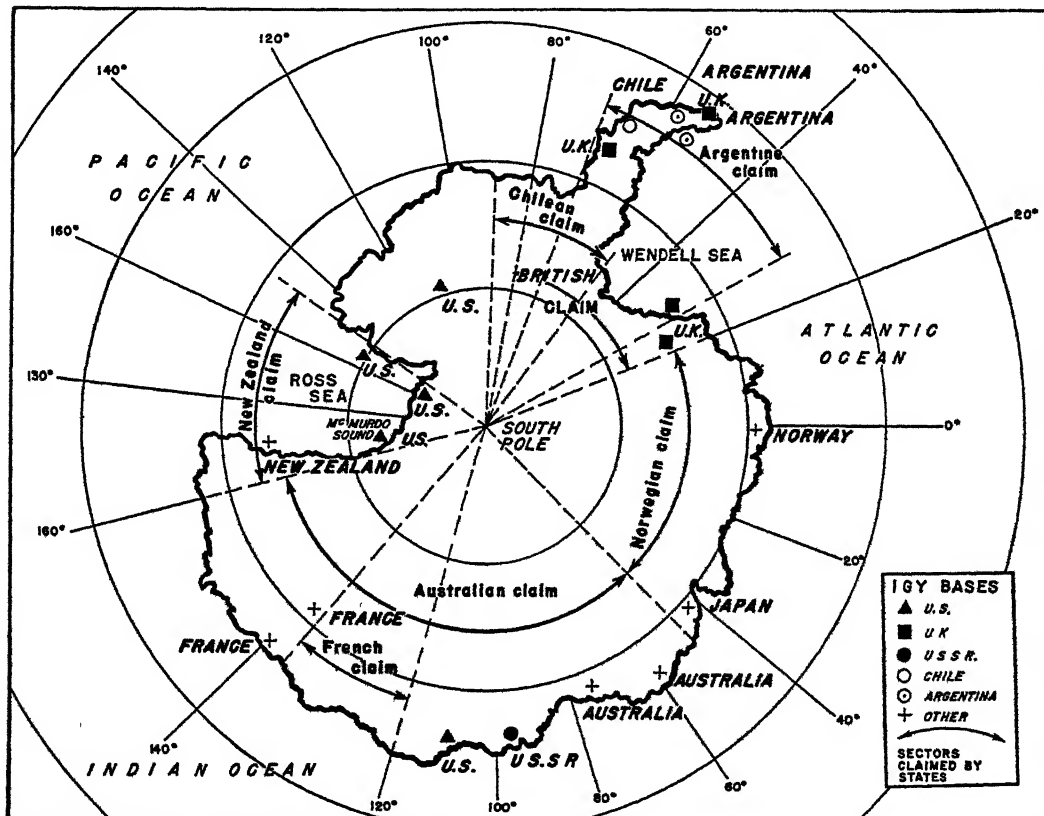 120°
100°
80°
60°
140°
CHILE
ARGENTINA
40°
U.K.
ARGENTINA
PACIFIC
OCEAN
U.K.
Argentine
claim
Chilean
claim
20°
160°
WENDELL SEA
BRITISH
CLAIM
U.S.
ATLANTIC
OCEAN
U.K.
New Zealand
claim
U.S.
ROSS
SEA
130°
U.S.
McMURDO
SOUND
U.S.
SOUTH
POLE
NORWAY
0°
NEW ZEALAND
Norwegian claim
160°
20°
Australian claim
JAPAN
FRANCE
FRANCE
French
claim
AUSTRALIA
AUSTRALIA
40°
140°
U.S.
U S.S R
INDIAN OCEAN
120°
100°
80°
60°
IGY BASES
U.S.
U K
U S S R.
CHILE
ARGENTINA
OTHER
SECTORS
CLAIMED BY
STATES